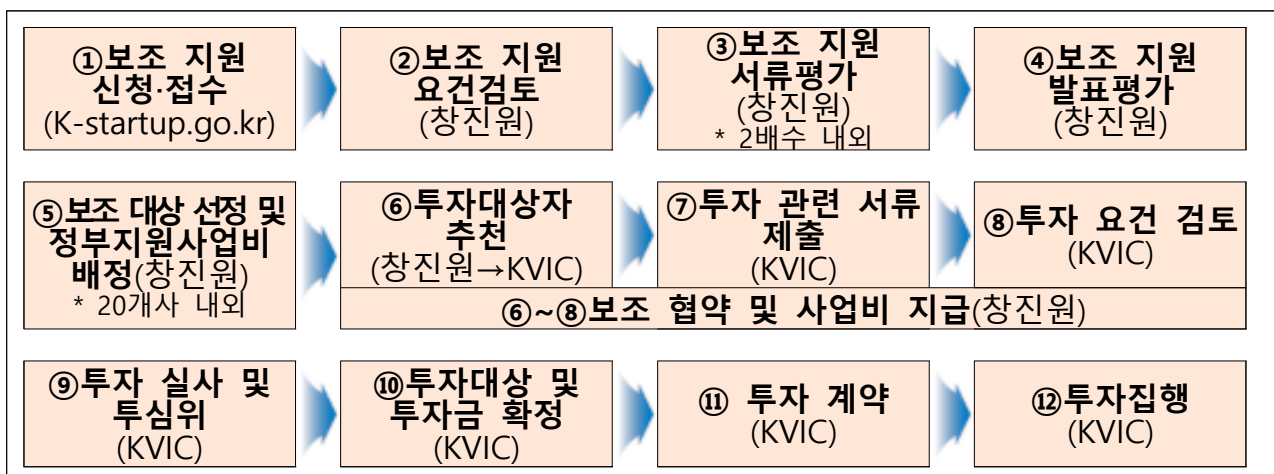 ①보조 지원
신청·접수
(K-startup.go.kr)
②보조 지원
요건검토
(창진원)
③보조 지원
서류평가
(창진원)
* 2배수 내외
④보조 지원
발표평가
(창진원)
⑤보조 대상 선정 및
정부지원사업비
배정(창진원)
* 20개사 내외
⑥투자대상자
추천
(창진원→KVIC)
⑦투자 관련 서류
제출
(KVIC)
⑧투자 요건 검토
(KVIC)
⑥~⑧보조 협약 및 사업비 지급(창진원)
⑨투자 실사 및
투심위
(KVIC)
⑩투자대상 및
투자금 확정
(KVIC)
⑪ 투자 계약
(KVIC)
⑫투자집행
(KVIC)